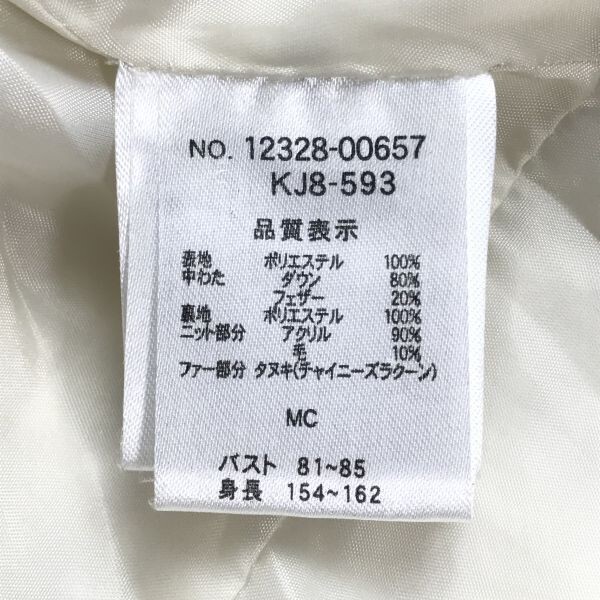 NO. 12328-00657
KJ8-593
品質表示
表地 ポリエステル 100%
中わた ダウン 80%
フェザー 20%
裏地 ポリエステル 100%
ニット部分 アクリル 90%
毛 10%
ファー部分 タヌキ(チャイニーズラクーン)
MC
バスト 81~85
身長 154~162